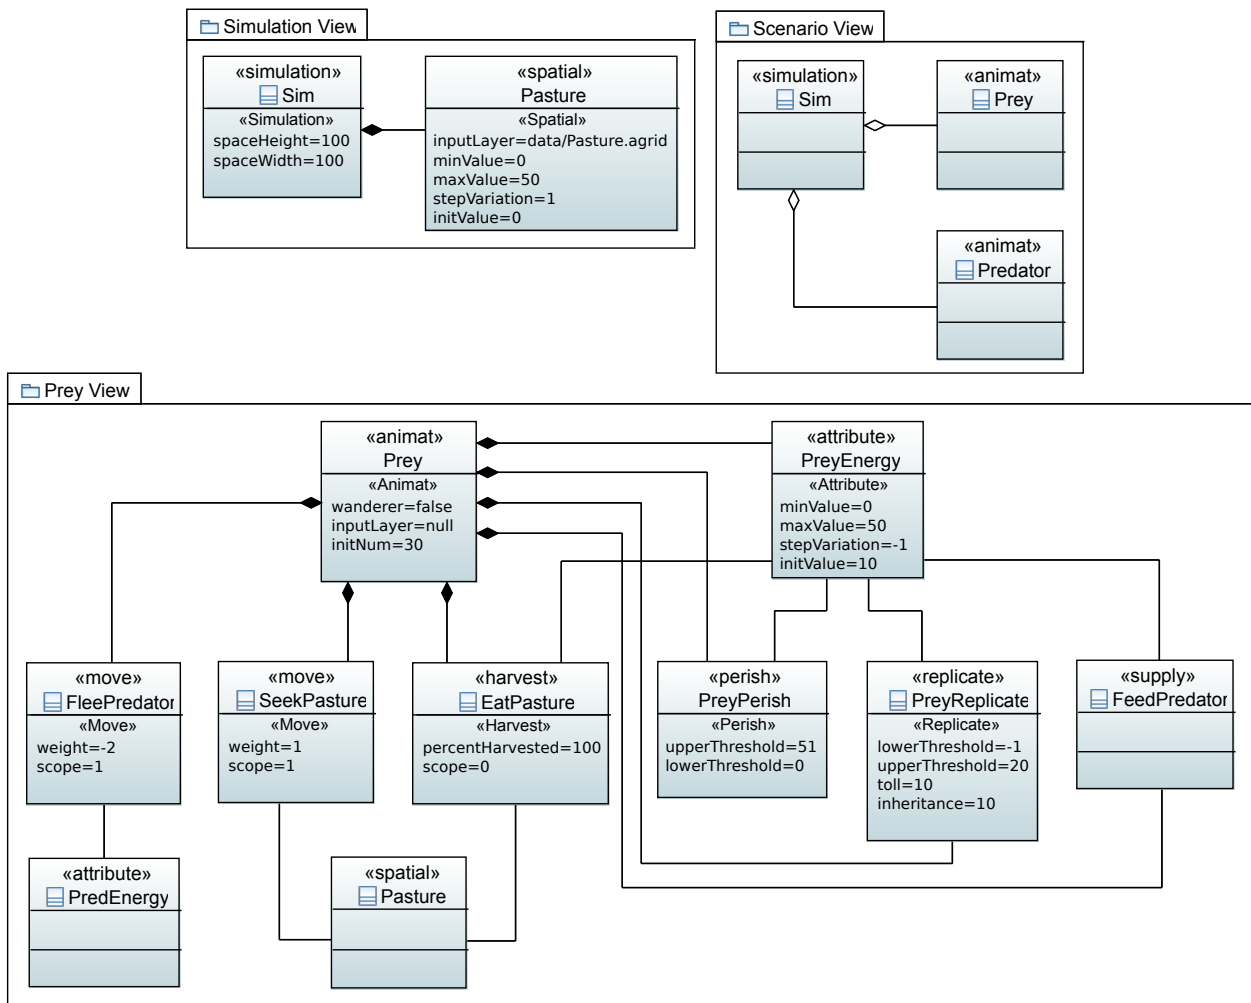 Simulation View
«simulation»
Sim
«Simulation»
spaceHeight=100
spaceWidth=100
«spatial»
Pasture
«Spatial»
inputLayer=data/Pasture.agrid
minValue=0
maxValue=50
stepVariation=1
initValue=0
Scenario View
«simulation»
Sim
«animat»
Prey
«animat»
Predator
Prey View
«animat»
Prey
«Animat»
wanderer=false
inputLayer=null
initNum=30
«attribute»
PreyEnergy
«Attribute»
minValue=0
maxValue=50
stepVariation=-1
initValue=10
«move»
FleePredator
«Move»
weight=-2
scope=1
«move»
SeekPasture
«Move»
weight=1
scope=1
«harvest»
EatPasture
«Harvest»
percentHarvested=100
scope=0
«perish»
PreyPerish
«Perish»
upperThreshold=51
lowerThreshold=0
«replicate»
PreyReplicate
«Replicate»
lowerThreshold=-1
upperThreshold=20
toll=10
inheritance=10
«supply»
FeedPredator
«attribute»
PredEnergy
«spatial»
Pasture